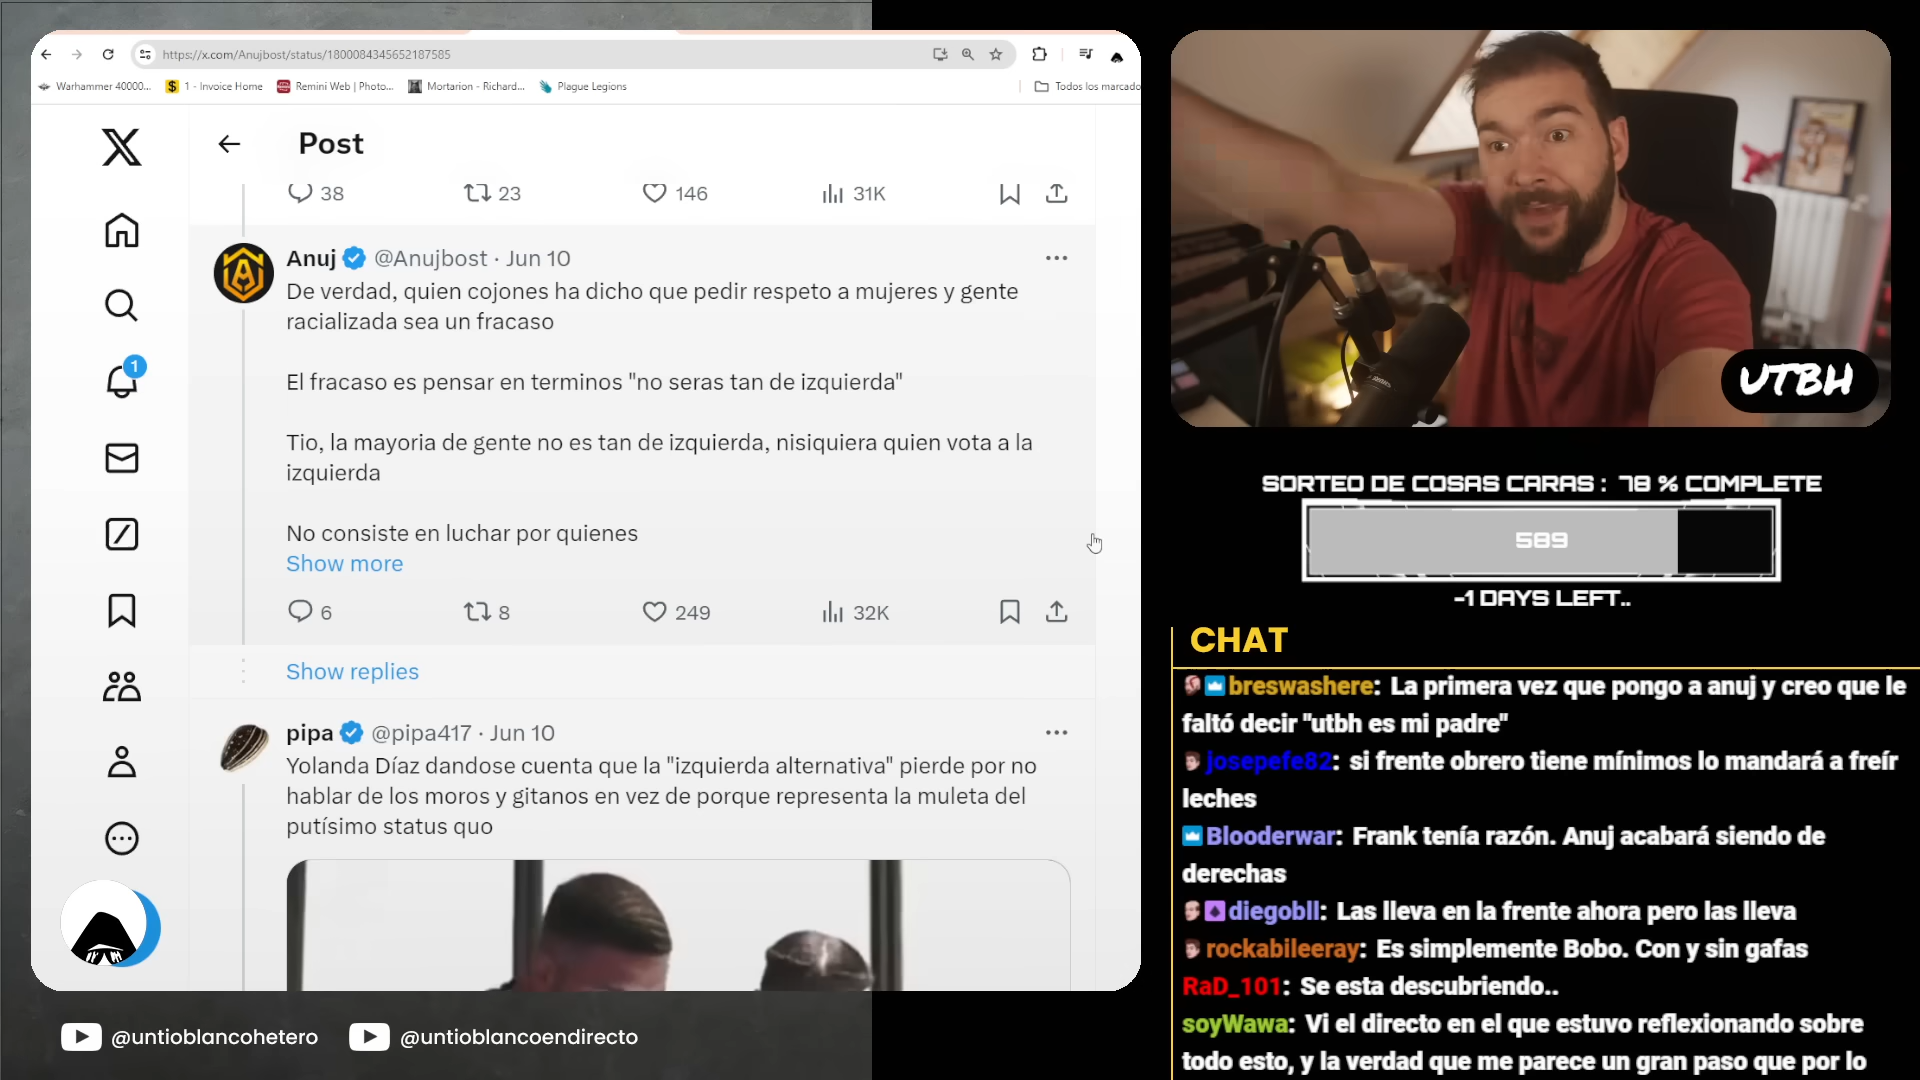 https://x.com/Anujbost/status/1800084345652187585
Warhammer 40000...
1 - Invoice Home
Remini Web | Photo...
Mortarion - Richard...
Plague Legions
Todos los marcado
Post
38
23
146
31K
1
Anuj @Anujbost · Jun 10
De verdad, quien cojones ha dicho que pedir respeto a mujeres y gente
racializada sea un fracaso
El fracaso es pensar en terminos "no seras tan de izquierda"
Tio, la mayoria de gente no es tan de izquierda, nisiquiera quien vota a la
izquierda
No consiste en luchar por quienes
Show more
6
8
249
32K
Show replies
pipa @pipa417 · Jun 10
Yolanda Díaz dandose cuenta que la "izquierda alternativa" pierde por no
hablar de los moros y gitanos en vez de porque representa la muleta del
putísimo status quo
@untioblancohetero
@untioblancoendirecto
UTBH
SORTEO DE COSAS CARAS : 78 % COMPLETE
589
-1 DAYS LEFT..
CHAT
breswashere: La primera vez que pongo a anuj y creo que le
faltó decir "utbh es mi padre"
josepefe82: si frente obrero tiene mínimos lo mandará a freír
leches
Blooderwar: Frank tenía razón. Anuj acabará siendo de
derechas
diegobll: Las lleva en la frente ahora pero las lleva
rockabileeray: Es simplemente Bobo. Con y sin gafas
RaD_101: Se esta descubriendo..
soyWawa: Vi el directo en el que estuvo reflexionando sobre
todo esto, y la verdad que me parece un gran paso que por lo